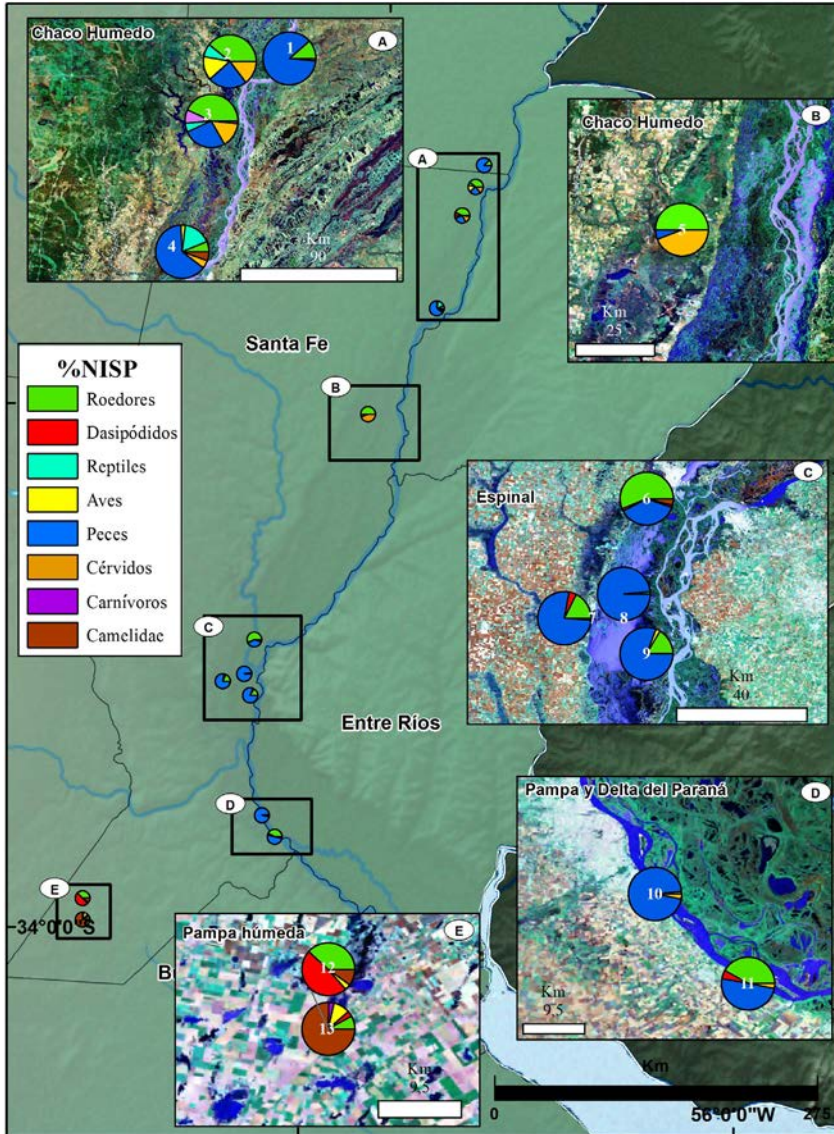 Chaco Humedo
A
2
1
3
4
Km
90
Chaco Humedo
B
5
Km
25
A
Santa Fe
B
%NISP
Roedores
Dasipódidos
Reptiles
Aves
Peces
Cérvidos
Carnívoros
Camelidae
Espinal
C
6
7
8
9
Km
40
C
Entre Ríos
D
Pampa y Delta del Paraná
D
10
11
Km
9.5
E
34°0'0"S
B
Pampa húmeda
E
12
13
Km
9.5
Km
0
275
56°0'0"W